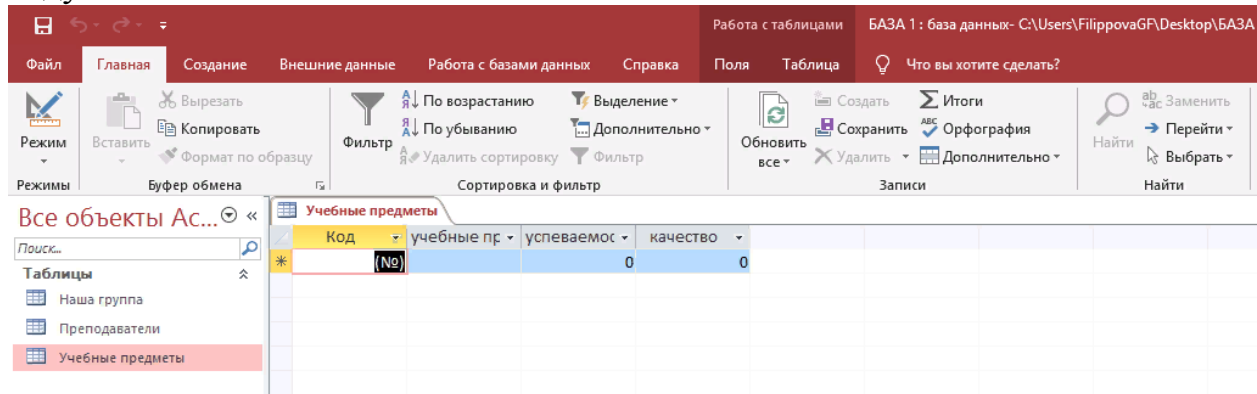 Работа с таблицами БАЗА 1 : база данных- C:\Users\FilippovaGF\Desktop\БАЗА
Файл Главная Создание Внешние данные Работа с базами данных Справка Поля Таблица Что вы хотите сделать?
Режим
Вставить
Вырезать
Копировать
Формат по образцу
Фильтр
По возрастанию
По убыванию
Удалить сортировку
Выделение
Дополнительно
Фильтр
Обновить
все
Создать
Сохранить
Удалить
Итоги
Орфография
Дополнительно
Найти
Заменить
Перейти
Выбрать
Режимы Буфер обмена Сортировка и фильтр Записи Найти
Все объекты Ac...
Поиск...
Таблицы
Наша группа
Преподаватели
Учебные предметы
Учебные предметы
Код учебные пр успеваемос качество
(№) 0 0